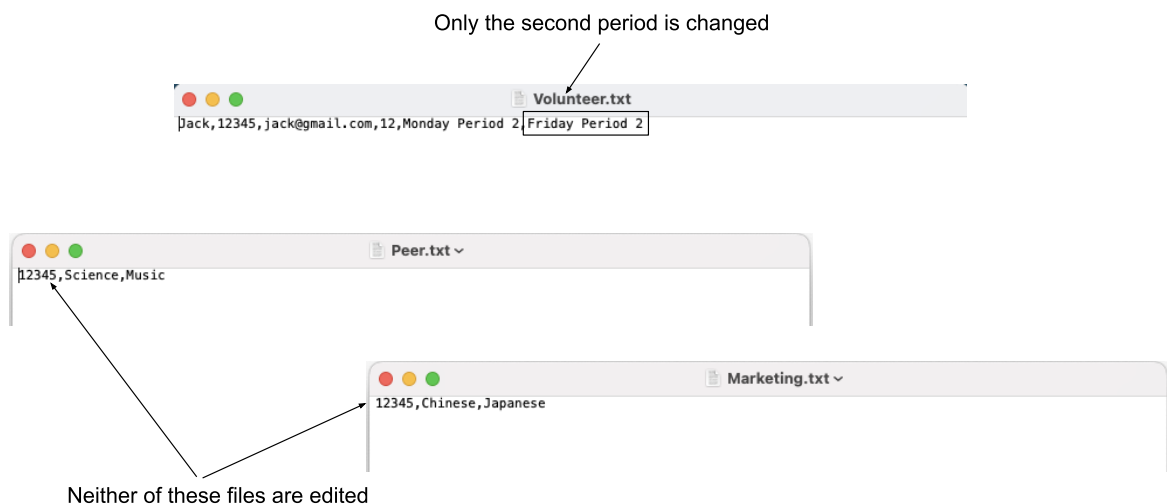 Only the second period is changed
Volunteer.txt
Jack,12345,jack@gmail.com,12,Monday Period 2,Friday Period 2
Peer.txt
12345,Science,Music
Marketing.txt
12345,Chinese,Japanese
Neither of these files are edited